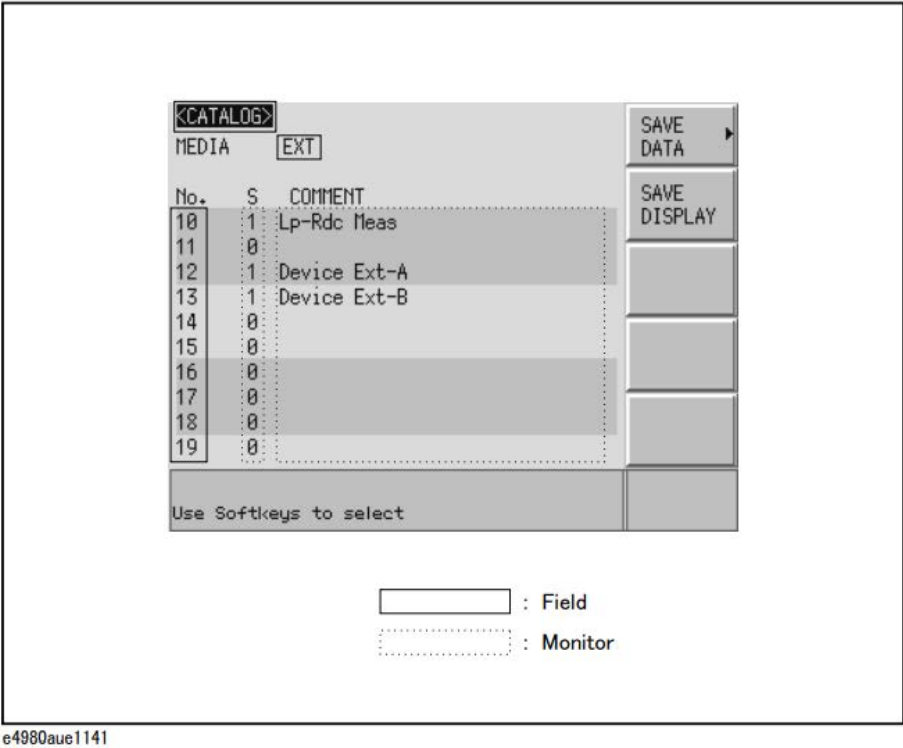 <CATALOG>
MEDIA EXT
No. S COMMENT
10 1 Lp-Rdc Meas
11 0
12 1 Device Ext-A
13 1 Device Ext-B
14 0
15 0
16 0
17 0
18 0
19 0
SAVE
DATA
SAVE
DISPLAY
Use Softkeys to select
: Field
: Monitor
e4980aue1141